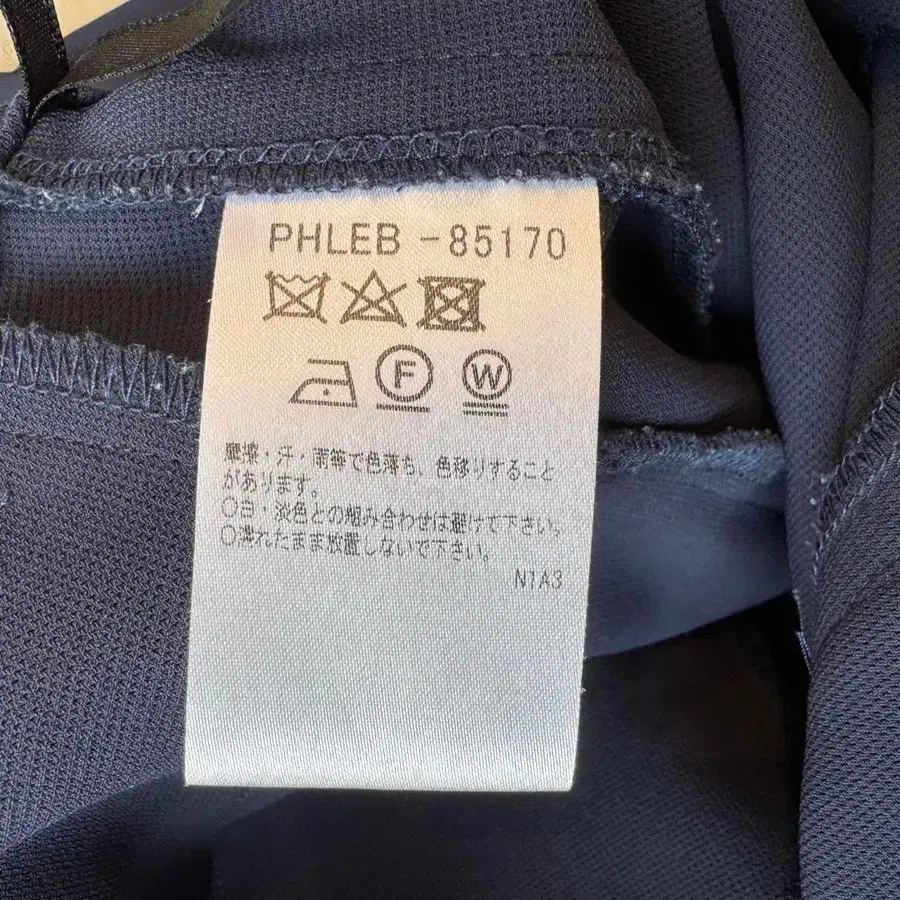 PHLEB -85170
F W
摩擦・汗・雨等で色落ち、色移りすること
があります。
〇白・淡色との組み合わせは避けて下さい。
〇濡れたまま放置しないで下さい。
N1A3